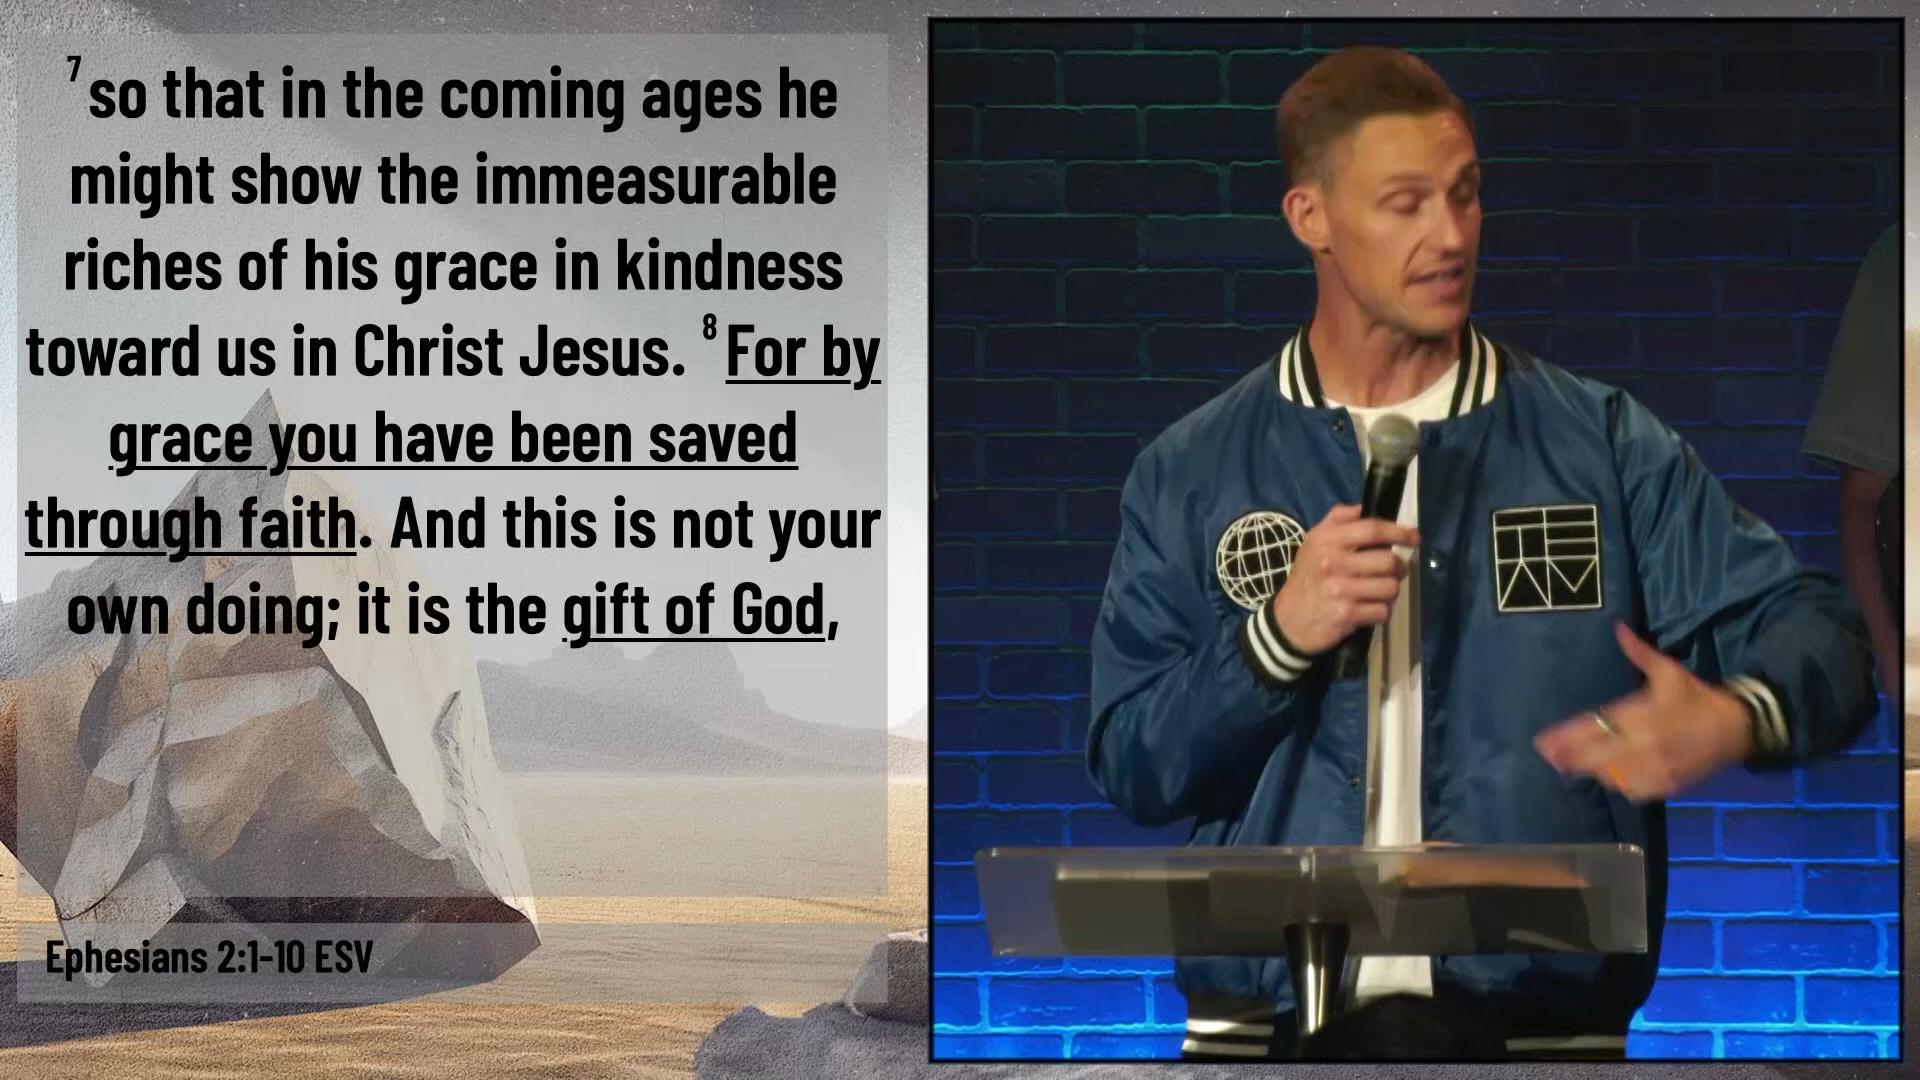 7 so that in the coming ages he
might show the immeasurable
riches of his grace in kindness
toward us in Christ Jesus. 8 For by
grace you have been saved
through faith. And this is not your
own doing; it is the gift of God,
Ephesians 2:1-10 ESV
TEAM